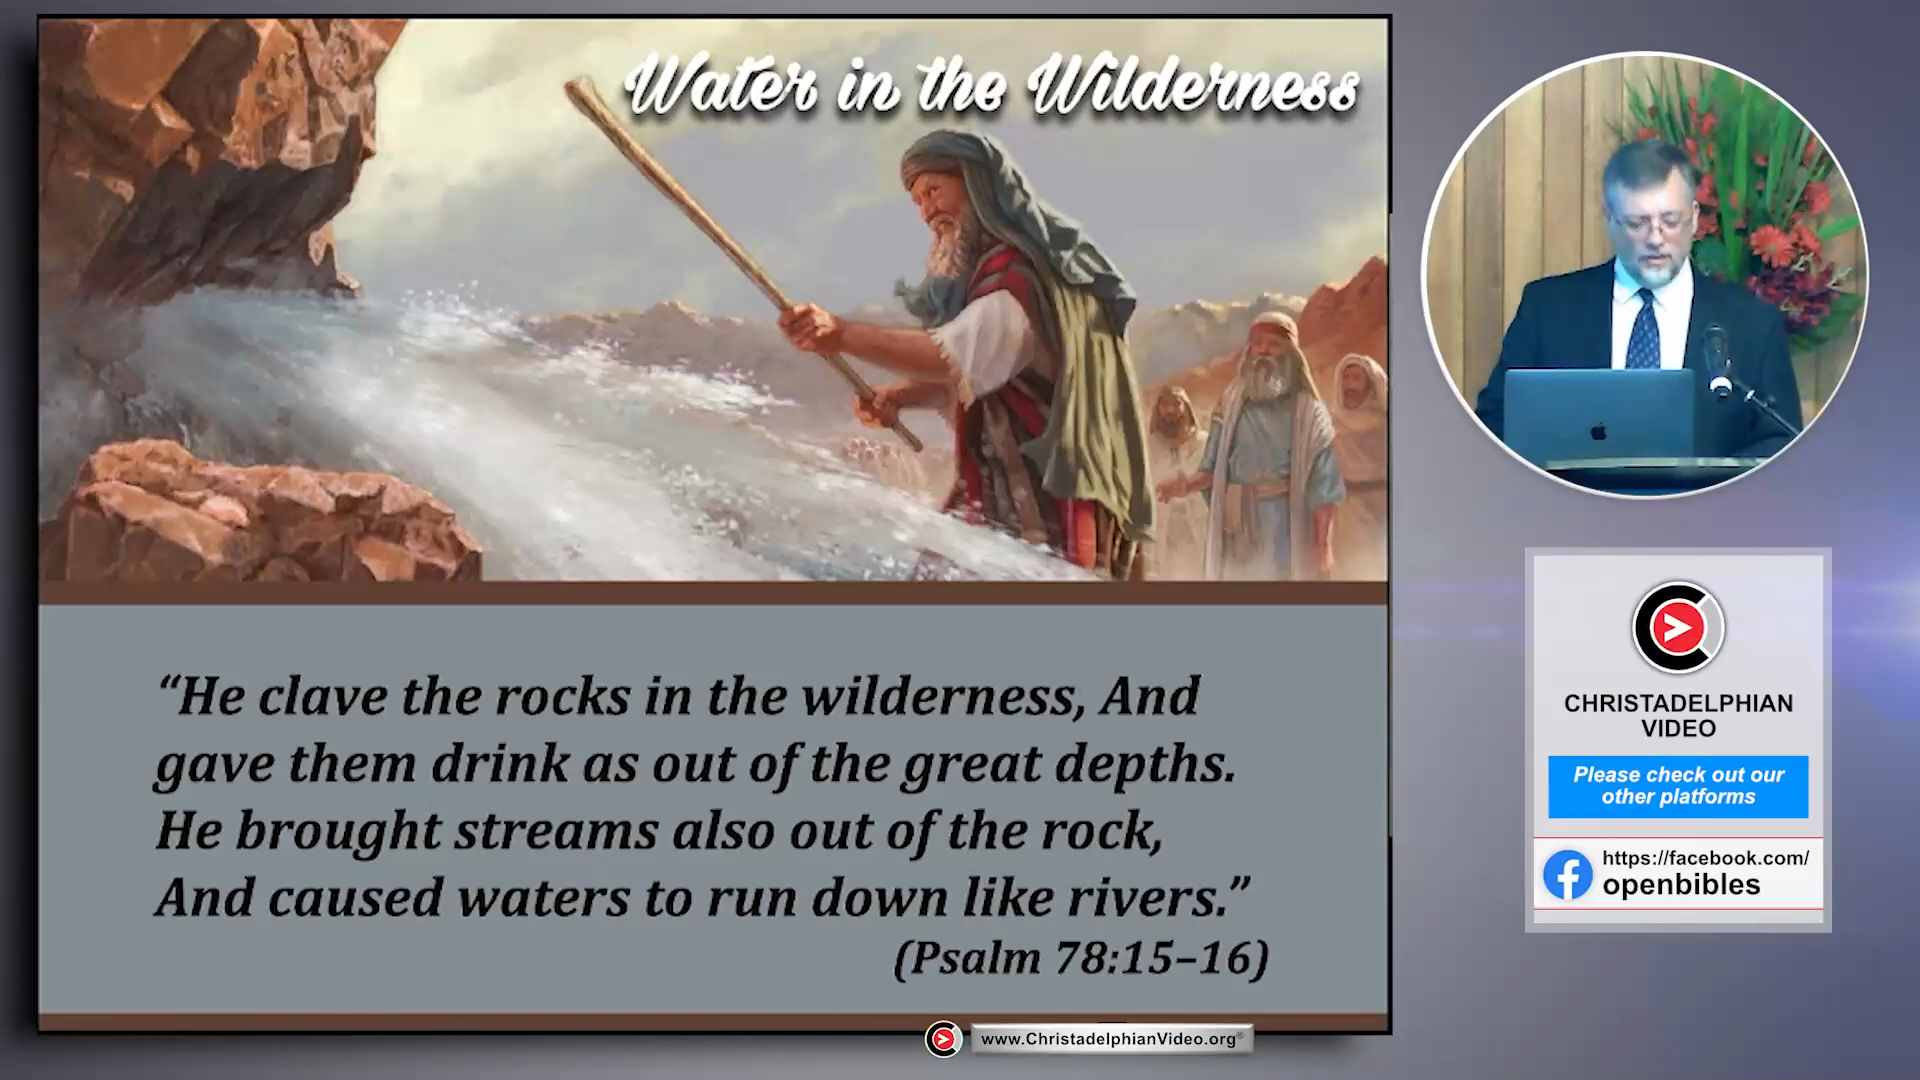 Water in the Wilderness
“He clave the rocks in the wilderness, And
gave them drink as out of the great depths.
He brought streams also out of the rock,
And caused waters to run down like rivers.”
(Psalm 78:15–16)
CHRISTADELPHIAN
VIDEO
Please check out our
other platforms
https://facebook.com/
openbibles
www.ChristadelphianVideo.org®